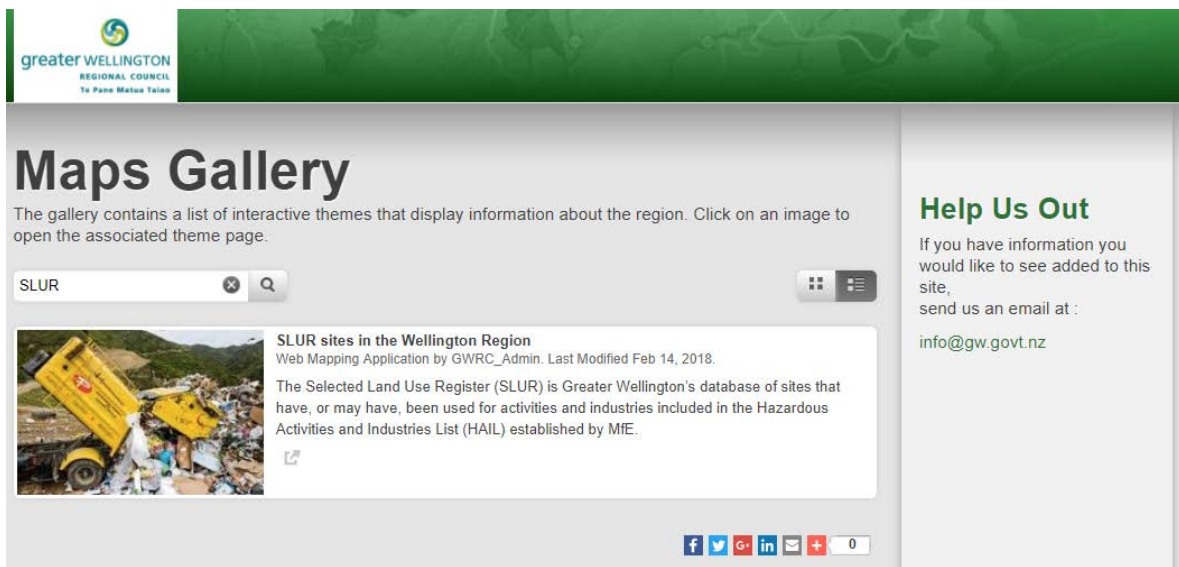 greater WELLINGTON
REGIONAL COUNCIL
Te Pane Matua Taiao
Maps Gallery
The gallery contains a list of interactive themes that display information about the region. Click on an image to
open the associated theme page.
SLUR
SLUR sites in the Wellington Region
Web Mapping Application by GWRC_Admin. Last Modified Feb 14, 2018.
The Selected Land Use Register (SLUR) is Greater Wellington's database of sites that
have, or may have, been used for activities and industries included in the Hazardous
Activities and Industries List (HAIL) established by MfE.
0
Help Us Out
If you have information you
would like to see added to this
site,
send us an email at :
info@gw.govt.nz